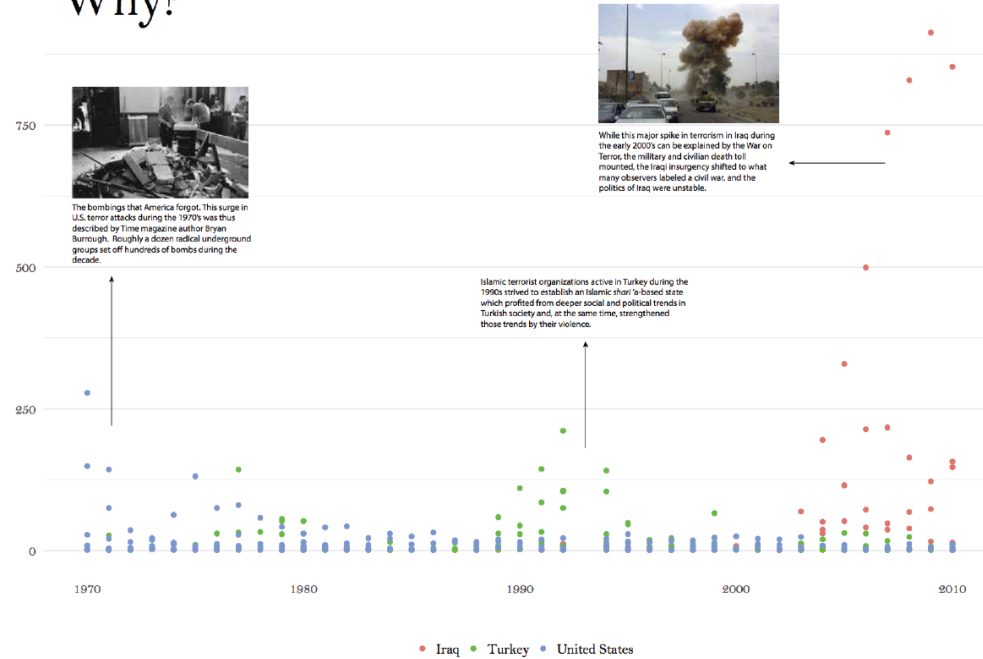 Why?
While this major spike in terrorism in Iraq during
the early 2000's can be explained by the War on
Terror, the military and civilian death toll
mounted, the Iraqi insurgency shifted to what
many observers labeled a civil war, and the
politics of Iraq were unstable.
The bombings that America forgot. This surge in
U.S. terror attacks during the 1970's was thus
described by Time magazine author Bryan
Burrough. Roughly a dozen radical underground
groups set off hundreds of bombs during the
decade.
Islamic terrorist organizations active in Turkey during the
1990s strived to establish an Islamic shari 'a-based state
which profited from deeper social and political trends in
Turkish society and, at the same time, strengthened
those trends by their violence.
750
500
250
0
1970 1980 1990 2000 2010
Iraq Turkey United States